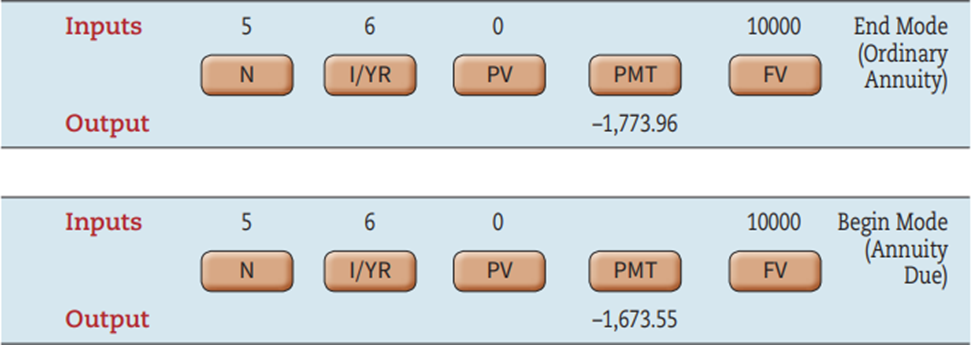 Inputs 5 6 0 10000 End Mode
(Ordinary
N I/YR PV PMT FV Annuity)
Output –1,773.96
Inputs 5 6 0 10000 Begin Mode
(Annuity
N I/YR PV PMT FV Due)
Output –1,673.55